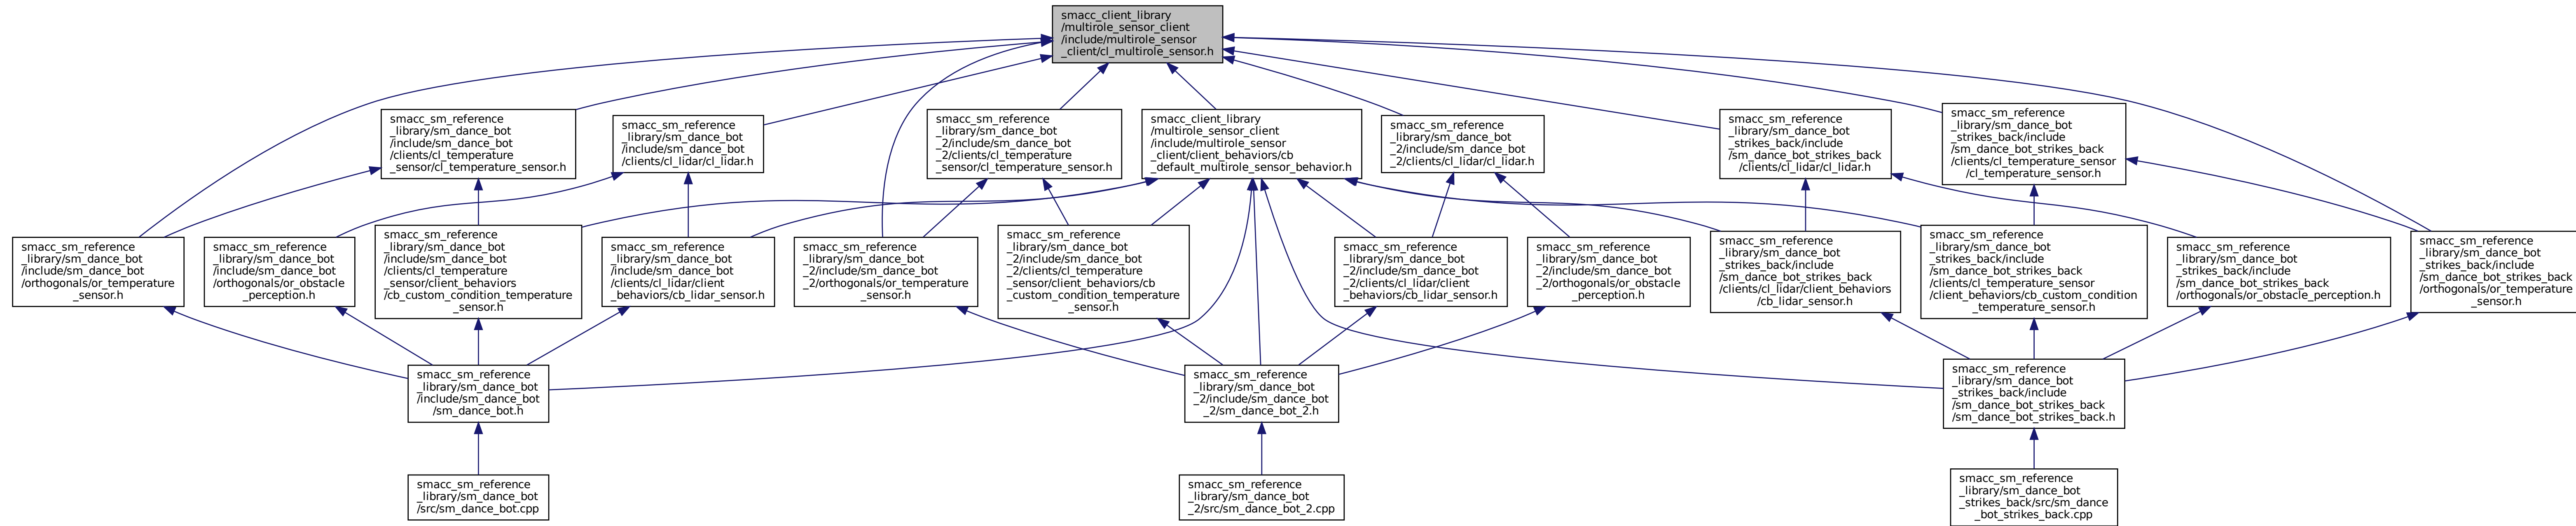 smacc_client_library
/multirole_sensor_client
/include/multirole_sensor
_client/cl_multirole_sensor.h
smacc_sm_reference
_library/sm_dance_bot
/include/sm_dance_bot
/clients/cl_temperature
_sensor/cl_temperature_sensor.h
smacc_sm_reference
_library/sm_dance_bot
/include/sm_dance_bot
/clients/cl_lidar/cl_lidar.h
smacc_sm_reference
_library/sm_dance_bot
_2/include/sm_dance_bot
_2/clients/cl_temperature
_sensor/cl_temperature_sensor.h
smacc_client_library
/multirole_sensor_client
/include/multirole_sensor
_client/client_behaviors/cb
_default_multirole_sensor_behavior.h
smacc_sm_reference
_library/sm_dance_bot
_2/include/sm_dance_bot
_2/clients/cl_lidar/cl_lidar.h
smacc_sm_reference
_library/sm_dance_bot
_strikes_back/include
/sm_dance_bot_strikes_back
/clients/cl_lidar/cl_lidar.h
smacc_sm_reference
_library/sm_dance_bot
_strikes_back/include
/sm_dance_bot_strikes_back
/clients/cl_temperature_sensor
/cl_temperature_sensor.h
smacc_sm_reference
_library/sm_dance_bot
/include/sm_dance_bot
/orthogonals/or_temperature
_sensor.h
smacc_sm_reference
_library/sm_dance_bot
/include/sm_dance_bot
/orthogonals/or_obstacle
_perception.h
smacc_sm_reference
_library/sm_dance_bot
/include/sm_dance_bot
/clients/cl_temperature
_sensor/client_behaviors
/cb_custom_condition_temperature
_sensor.h
smacc_sm_reference
_library/sm_dance_bot
/include/sm_dance_bot
/clients/cl_lidar/client
_behaviors/cb_lidar_sensor.h
smacc_sm_reference
_library/sm_dance_bot
_2/include/sm_dance_bot
_2/orthogonals/or_temperature
_sensor.h
smacc_sm_reference
_library/sm_dance_bot
_2/include/sm_dance_bot
_2/clients/cl_temperature
_sensor/client_behaviors/cb
_custom_condition_temperature
_sensor.h
smacc_sm_reference
_library/sm_dance_bot
_2/include/sm_dance_bot
_2/clients/cl_lidar/client
_behaviors/cb_lidar_sensor.h
smacc_sm_reference
_library/sm_dance_bot
_2/include/sm_dance_bot
_2/orthogonals/or_obstacle
_perception.h
smacc_sm_reference
_library/sm_dance_bot
_strikes_back/include
/sm_dance_bot_strikes_back
/clients/cl_lidar/client_behaviors
/cb_lidar_sensor.h
smacc_sm_reference
_library/sm_dance_bot
_strikes_back/include
/sm_dance_bot_strikes_back
/clients/cl_temperature_sensor
/client_behaviors/cb_custom_condition
_temperature_sensor.h
smacc_sm_reference
_library/sm_dance_bot
_strikes_back/include
/sm_dance_bot_strikes_back
/orthogonals/or_obstacle_perception.h
smacc_sm_reference
_library/sm_dance_bot
_strikes_back/include
/sm_dance_bot_strikes_back
/orthogonals/or_temperature
_sensor.h
smacc_sm_reference
_library/sm_dance_bot
/include/sm_dance_bot
/sm_dance_bot.h
smacc_sm_reference
_library/sm_dance_bot
_2/include/sm_dance_bot
_2/sm_dance_bot_2.h
smacc_sm_reference
_library/sm_dance_bot
_strikes_back/include
/sm_dance_bot_strikes_back
/sm_dance_bot_strikes_back.h
smacc_sm_reference
_library/sm_dance_bot
/src/sm_dance_bot.cpp
smacc_sm_reference
_library/sm_dance_bot
_2/src/sm_dance_bot_2.cpp
smacc_sm_reference
_library/sm_dance_bot
_strikes_back/src/sm_dance
_bot_strikes_back.cpp